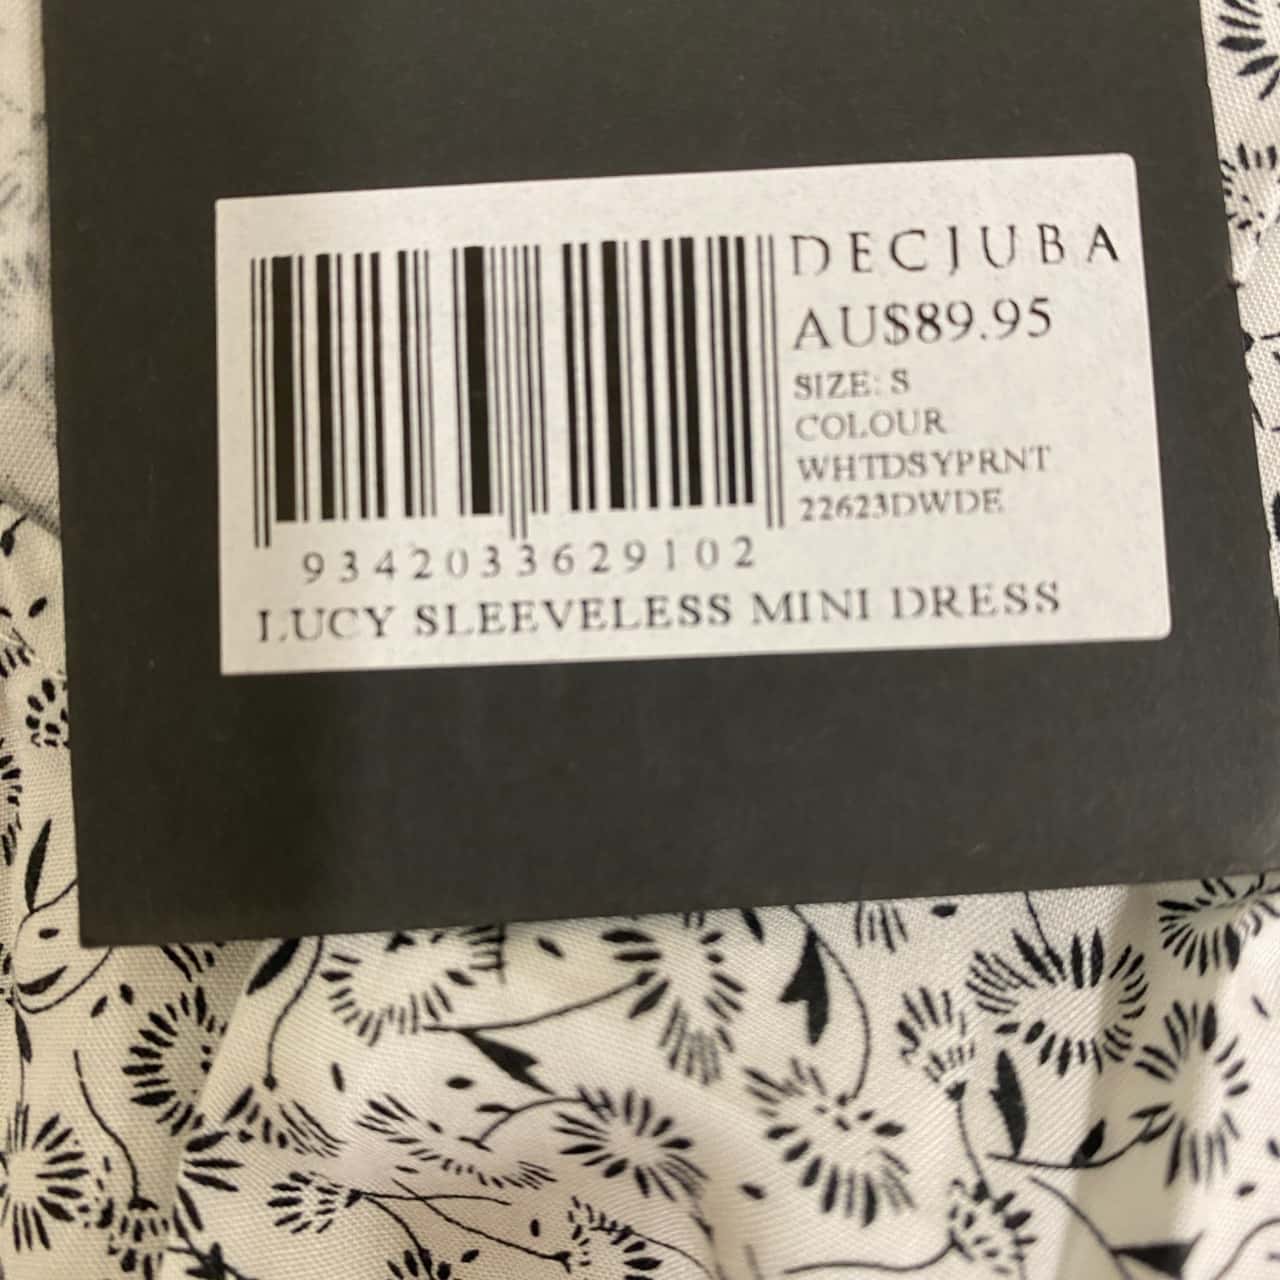 DECJUBA
AU$89.95
SIZE: S
COLOUR
WHTDSYPRNT
22623DWDE
9342033629102
LUCY SLEEVELESS MINI DRESS